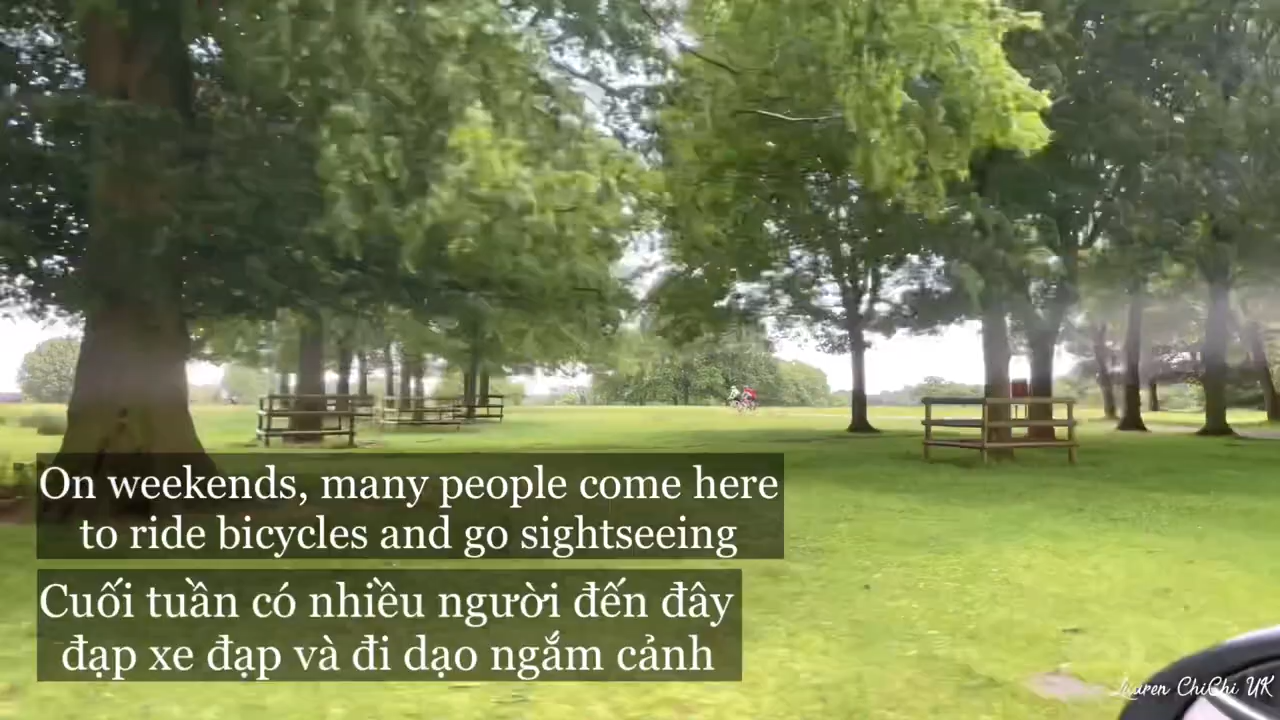 On weekends, many people come here
to ride bicycles and go sightseeing
Cuối tuần có nhiều người đến đây
đạp xe đạp và đi dạo ngắm cảnh
Lauren ChiChi UK